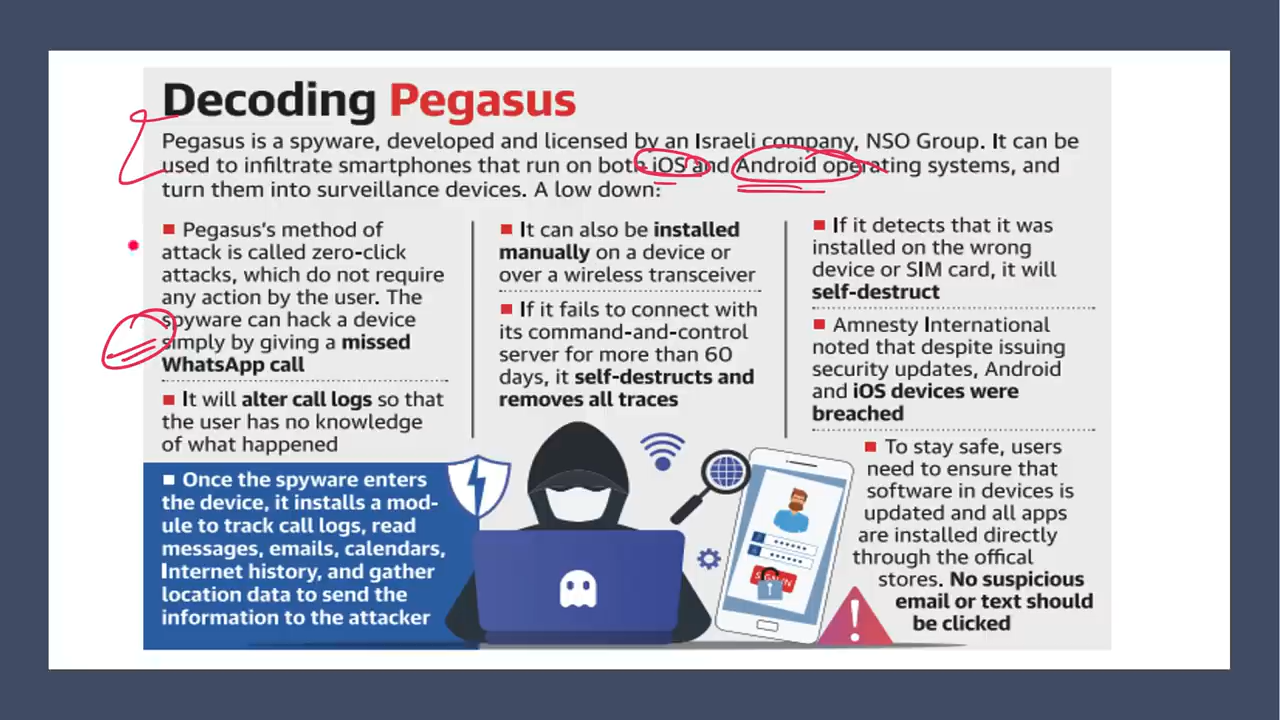 Decoding Pegasus
Pegasus is a spyware, developed and licensed by an Israeli company, NSO Group. It can be
used to infiltrate smartphones that run on both iOS and Android operating systems, and
turn them into surveillance devices. A low down:
Pegasus's method of
attack is called zero-click
attacks, which do not require
any action by the user. The
spyware can hack a device
simply by giving a missed
WhatsApp call
It will alter call logs so that
the user has no knowledge
of what happened
Once the spyware enters
the device, it installs a mod-
ule to track call logs, read
messages, emails, calendars,
Internet history, and gather
location data to send the
information to the attacker
It can also be installed
manually on a device or
over a wireless transceiver
If it fails to connect with
its command-and-control
server for more than 60
days, it self-destructs and
removes all traces
If it detects that it was
installed on the wrong
device or SIM card, it will
self-destruct
Amnesty International
noted that despite issuing
security updates, Android
and iOS devices were
breached
To stay safe, users
need to ensure that
software in devices is
updated and all apps
are installed directly
through the offical
stores. No suspicious
email or text should
be clicked